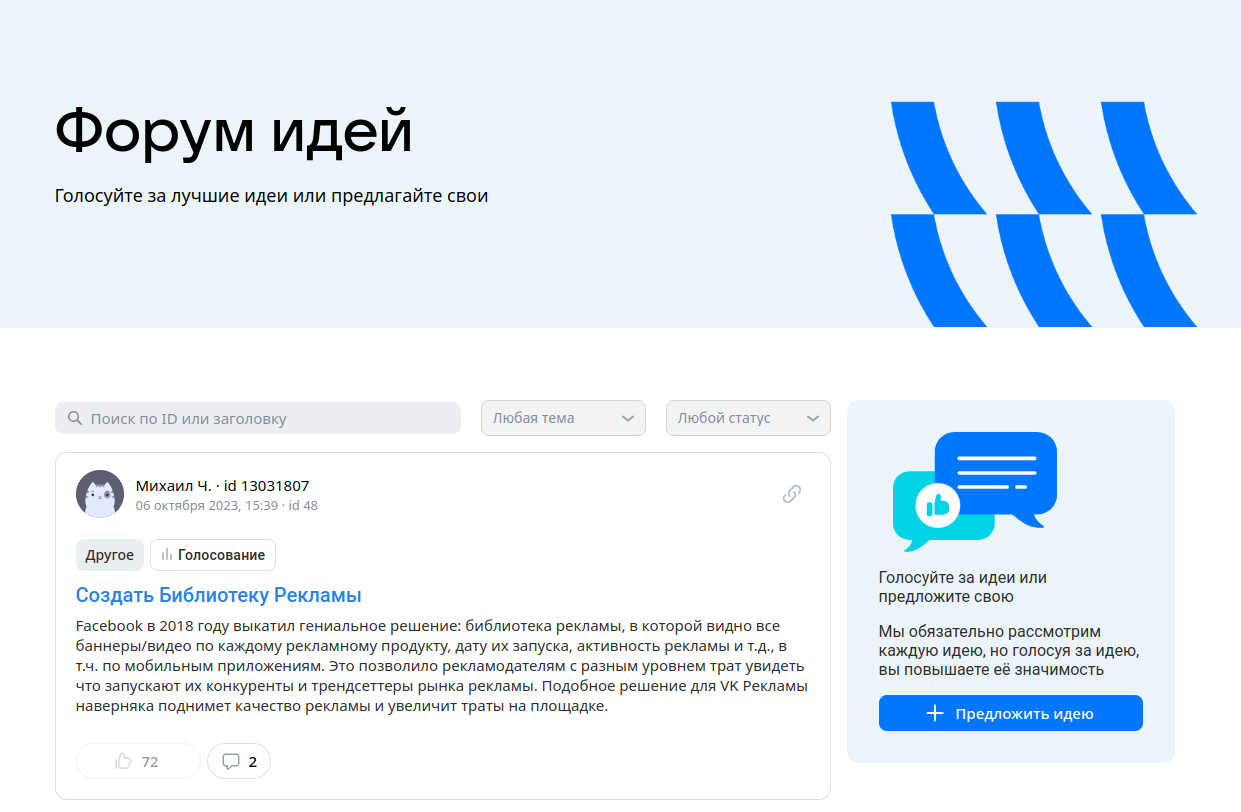 Форум идей
Голосуйте за лучшие идеи или предлагайте свои
Поиск по ID или заголовку
Любая тема
Любой статус
Михаил Ч. · id 13031807
06 октября 2023, 15:39 · id 48
Другое
Голосование
Создать Библиотеку Рекламы
Facebook в 2018 году выкатил гениальное решение: библиотека рекламы, в которой видно все
баннеры/видео по каждому рекламному продукту, дату их запуска, активность рекламы и т.д., в
т.ч. по мобильным приложениям. Это позволило рекламодателям с разным уровнем трат увидеть
что запускают их конкуренты и трендсеттеры рынка рекламы. Подобное решение для VK Рекламы
наверняка поднимет качество рекламы и увеличит траты на площадке.
72
2
Голосуйте за идеи или
предложите свою
Мы обязательно рассмотрим
каждую идею, но голосуя за идею,
вы повышаете её значимость
Предложить идею